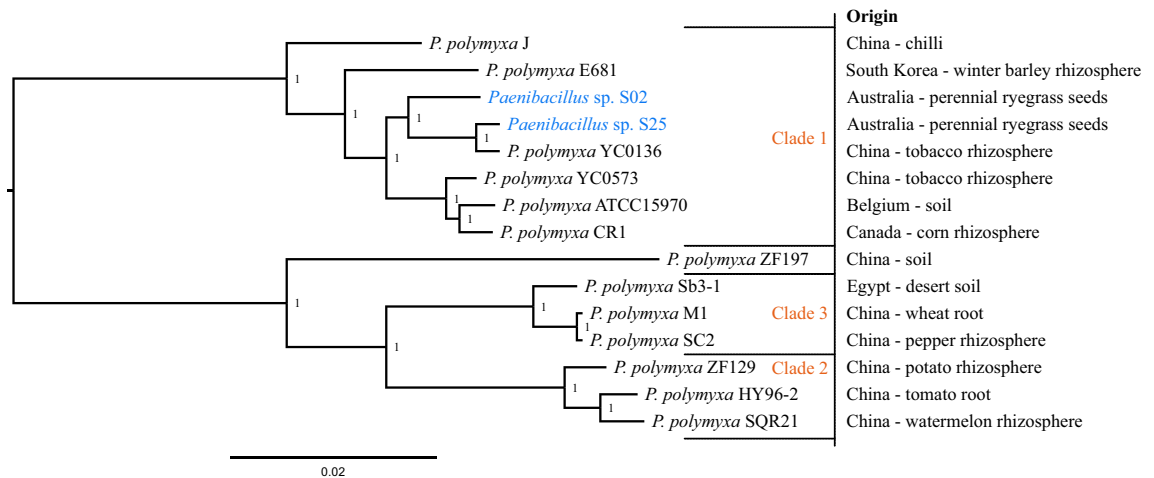 Origin
P. polymyxa J China - chilli
P. polymyxa E681 South Korea - winter barley rhizosphere
Paenibacillus sp. S02 Australia - perennial ryegrass seeds
Paenibacillus sp. S25 Australia - perennial ryegrass seeds
Clade 1
P. polymyxa YC0136 China - tobacco rhizosphere
P. polymyxa YC0573 China - tobacco rhizosphere
P. polymyxa ATCC15970 Belgium - soil
P. polymyxa CR1 Canada - corn rhizosphere
P. polymyxa ZF197 China - soil
P. polymyxa Sb3-1 Egypt - desert soil
P. polymyxa M1 Clade 3 China - wheat root
P. polymyxa SC2 China - pepper rhizosphere
P. polymyxa ZF129 Clade 2 China - potato rhizosphere
P. polymyxa HY96-2 China - tomato root
P. polymyxa SQR21 China - watermelon rhizosphere
1
1
1
1
1
1
1
1
1
1
1
1
1
0.02